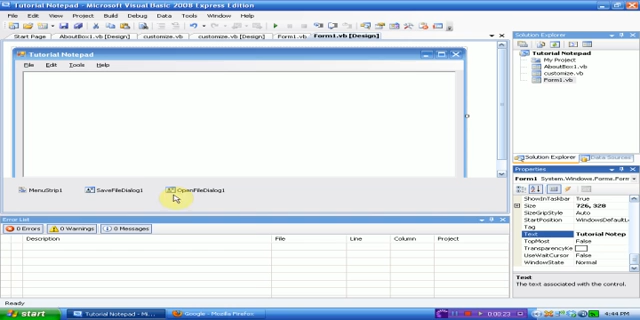 Tutorial Notepad - Microsoft Visual Basic 2008 Express Edition
File Edit View Project Build Debug Data Tools Window Help
Start Page AboutBox1.vb [Design] customize.vb customize.vb [Design] Form1.vb Form1.vb [Design]
Tutorial Notepad
File Edit Tools Help
MenuStrip1 SaveFileDialog1 OpenFileDialog1
Error List
0 Errors 0 Warnings 0 Messages
Description File Line Column Project
Solution Explorer
Tutorial Notepad
My Project
AboutBox1.vb
customize.vb
Form1.vb
Solution Explorer Data Sources
Properties
Form1 System.Windows.Forms.Form
ShowInTaskbar True
Size 726, 328
SizeGripStyle Auto
StartPosition WindowsDefaultL
Tag
Text Tutorial Notep
TopMost False
TransparencyKe
UseWaitCursor False
WindowState Normal
Text
The text associated with the control.
Ready
start Tutorial Notepad - Mi... Google - Mozilla Firefox 0:00:23 4:44 PM